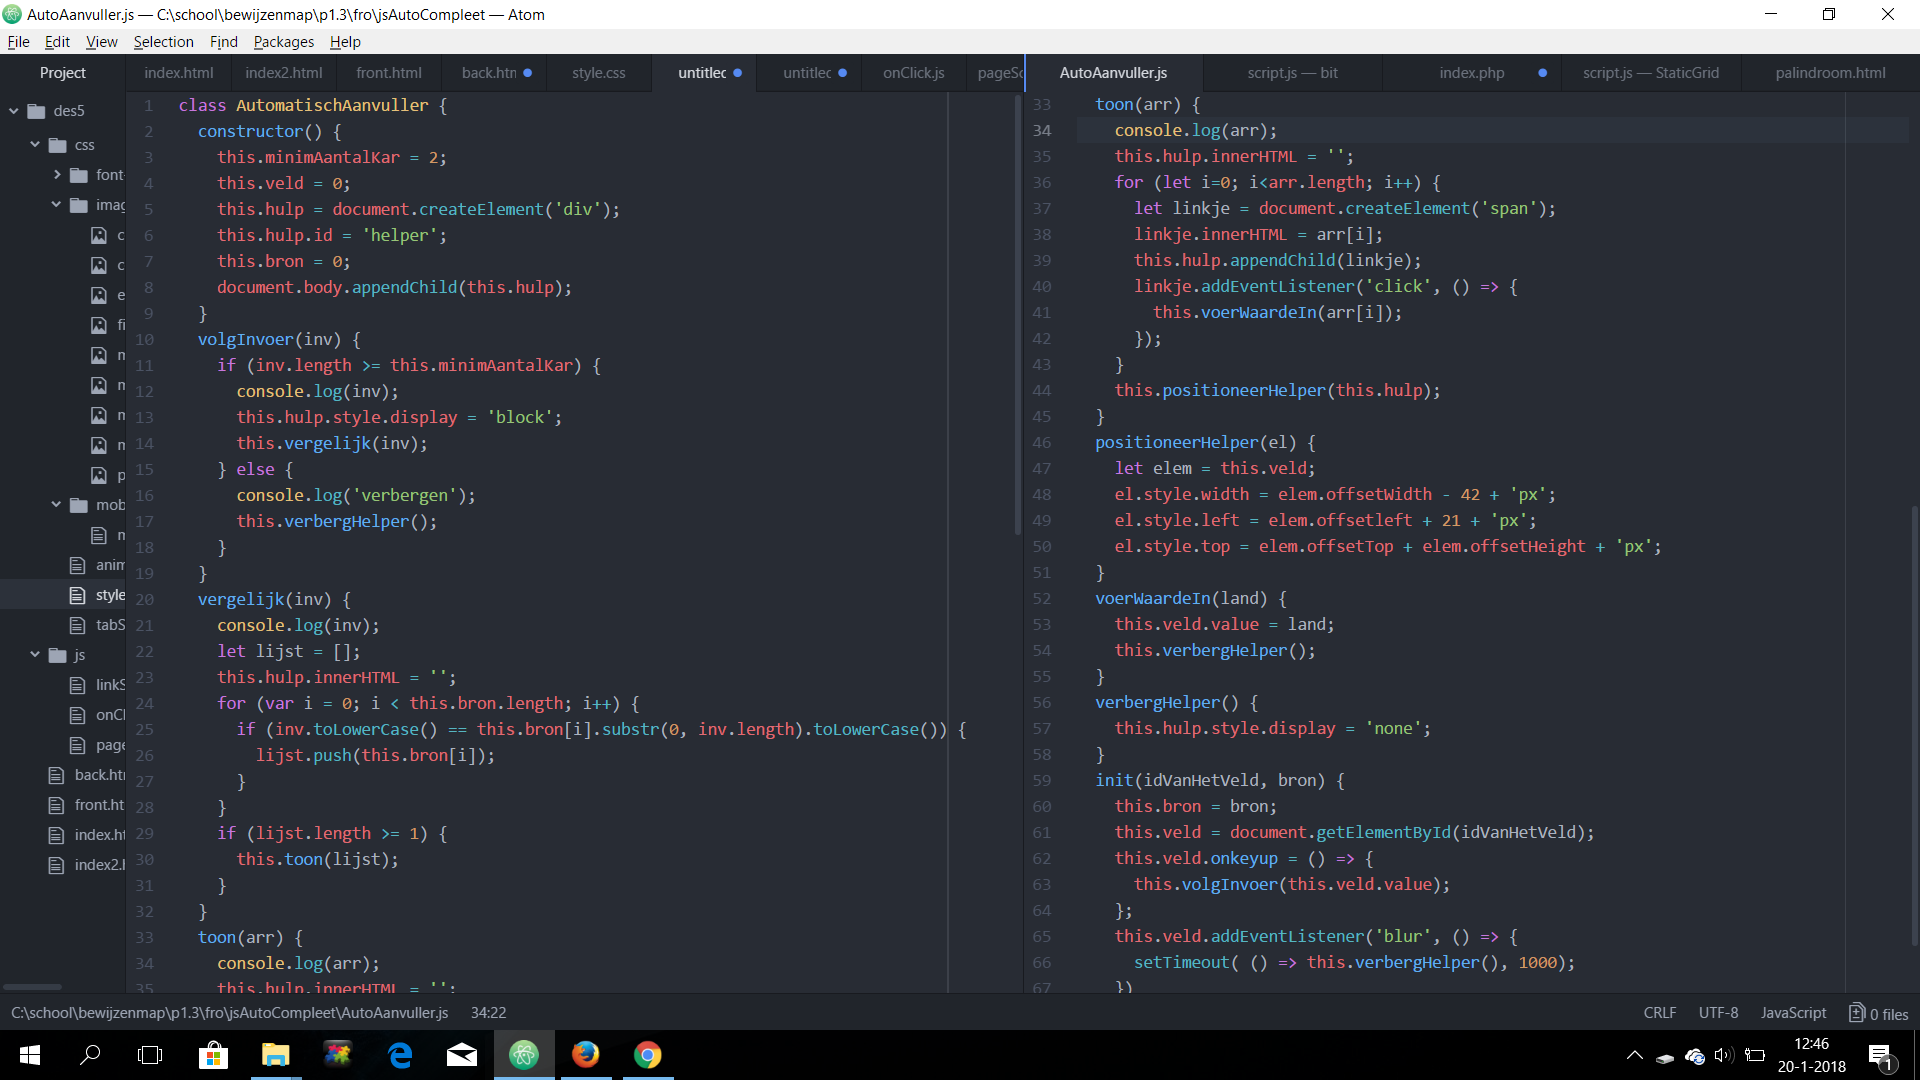 AutoAanvuller.js — C:\school\bewijzenmap\p1.3\fro\jsAutoCompleet — Atom
File Edit View Selection Find Packages Help
Project
index.html index2.html front.html back.htn style.css untitlec untitlec onClick.js pageSc
AutoAanvuller.js script.js — bit index.php script.js — StaticGrid palindroom.html
des5
css
font-
imag
c
c
e
fi
m
m
m
m
p
mob
m
anim
style
tabS
js
linkS
onCl
page
back.htm
front.ht
index.ht
index2.h
1 class AutomatischAanvuller {
2 constructor() {
3 this.minimAantalKar = 2;
4 this.veld = 0;
5 this.hulp = document.createElement('div');
6 this.hulp.id = 'helper';
7 this.bron = 0;
8 document.body.appendChild(this.hulp);
9 }
10 volgInvoer(inv) {
11 if (inv.length >= this.minimAantalKar) {
12 console.log(inv);
13 this.hulp.style.display = 'block';
14 this.vergelijk(inv);
15 } else {
16 console.log('verbergen');
17 this.verbergHelper();
18 }
19 }
20 vergelijk(inv) {
21 console.log(inv);
22 let lijst = [];
23 this.hulp.innerHTML = '';
24 for (var i = 0; i < this.bron.length; i++) {
25 if (inv.toLowerCase() == this.bron[i].substr(0, inv.length).toLowerCase()) {
26 lijst.push(this.bron[i]);
27 }
28 }
29 if (lijst.length >= 1) {
30 this.toon(lijst);
31 }
32 }
33 toon(arr) {
34 console.log(arr);
35 this.hulp.innerHTML = '';
33 toon(arr) {
34 console.log(arr);
35 this.hulp.innerHTML = '';
36 for (let i=0; i<arr.length; i++) {
37 let linkje = document.createElement('span');
38 linkje.innerHTML = arr[i];
39 this.hulp.appendChild(linkje);
40 linkje.addEventListener('click', () => {
41 this.voerWaardeIn(arr[i]);
42 });
43 }
44 this.positioneerHelper(this.hulp);
45 }
46 positioneerHelper(el) {
47 let elem = this.veld;
48 el.style.width = elem.offsetWidth - 42 + 'px';
49 el.style.left = elem.offsetleft + 21 + 'px';
50 el.style.top = elem.offsetTop + elem.offsetHeight + 'px';
51 }
52 voerWaardeIn(land) {
53 this.veld.value = land;
54 this.verbergHelper();
55 }
56 verbergHelper() {
57 this.hulp.style.display = 'none';
58 }
59 init(idVanHetVeld, bron) {
60 this.bron = bron;
61 this.veld = document.getElementById(idVanHetVeld);
62 this.veld.onkeyup = () => {
63 this.volgInvoer(this.veld.value);
64 };
65 this.veld.addEventListener('blur', () => {
66 setTimeout( () => this.verbergHelper(), 1000);
67 })
C:\school\bewijzenmap\p1.3\fro\jsAutoCompleet\AutoAanvuller.js 34:22
CRLF UTF-8 JavaScript 0 files
12:46
20-1-2018
1